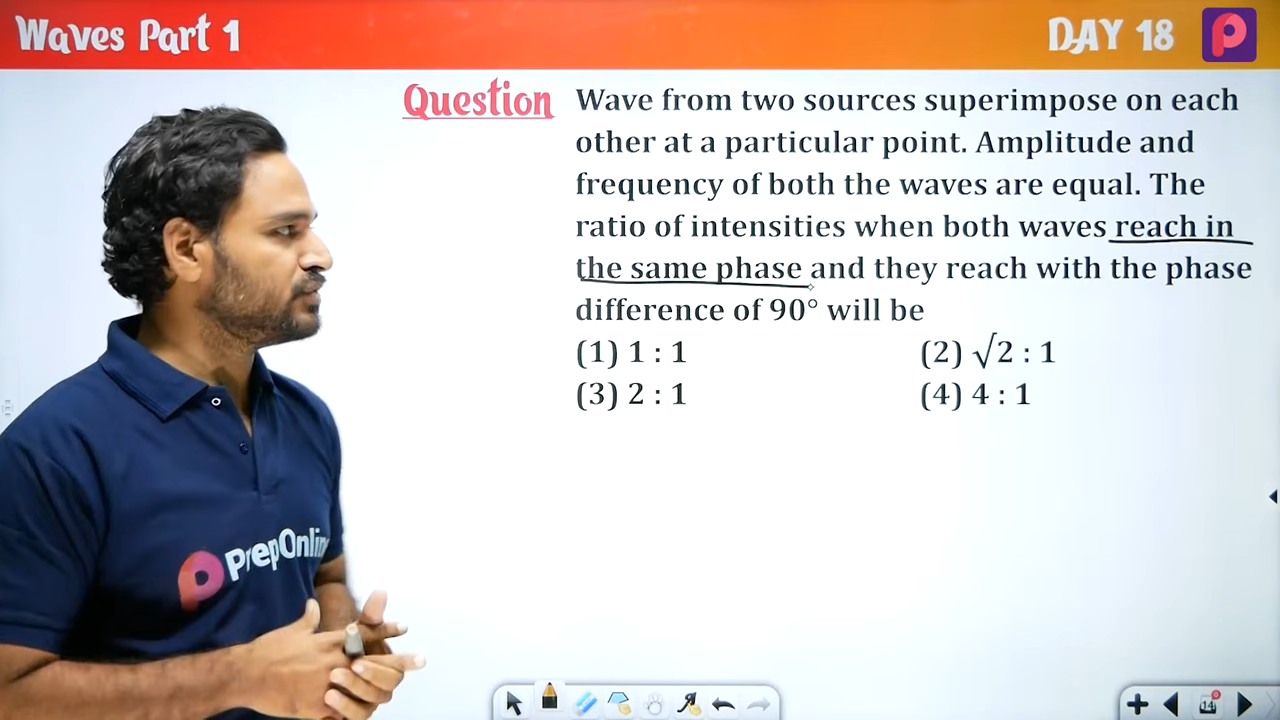 Waves Part 1
DAY 18
Question
Wave from two sources superimpose on each
other at a particular point. Amplitude and
frequency of both the waves are equal. The
ratio of intensities when both waves reach in
the same phase and they reach with the phase
difference of 90° will be
(1) 1 : 1
(2) √2 : 1
(3) 2 : 1
(4) 4 : 1
PrepOnlin
14